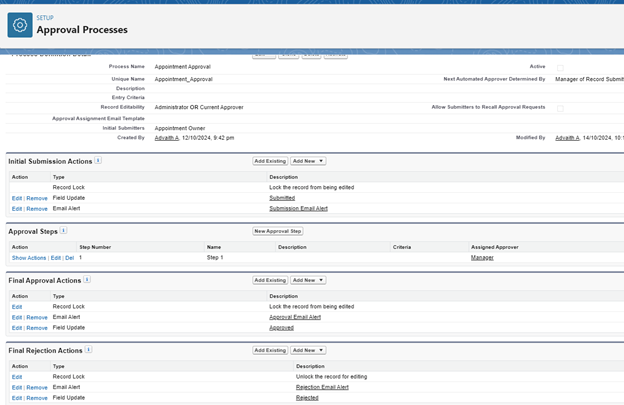 SETUP
Approval Processes
Process Name Appointment Approval Active
Unique Name Appointment_Approval Next Automated Approver Determined By Manager of Record Submit
Description
Entry Criteria
Record Editability Administrator OR Current Approver Allow Submitters to Recall Approval Requests
Approval Assignment Email Template
Initial Submitters Appointment Owner
Created By Advaith A, 12/10/2024, 9:42 pm Modified By Advaith A, 14/10/2024, 10:1
Initial Submission Actions i Add Existing Add New ▼
Action Type Description
Record Lock Lock the record from being edited
Edit | Remove Field Update Submitted
Edit | Remove Email Alert Submission Email Alert
Approval Steps i New Approval Step
Action Step Number Name Description Criteria Assigned Approver
Show Actions | Edit | Del 1 Step 1 Manager
Final Approval Actions i Add Existing Add New ▼
Action Type Description
Edit Record Lock Lock the record from being edited
Edit | Remove Email Alert Approval Email Alert
Edit | Remove Field Update Approved
Final Rejection Actions i Add Existing Add New ▼
Action Type Description
Edit Record Lock Unlock the record for editing
Edit | Remove Email Alert Rejection Email Alert
Edit | Remove Field Update Rejected